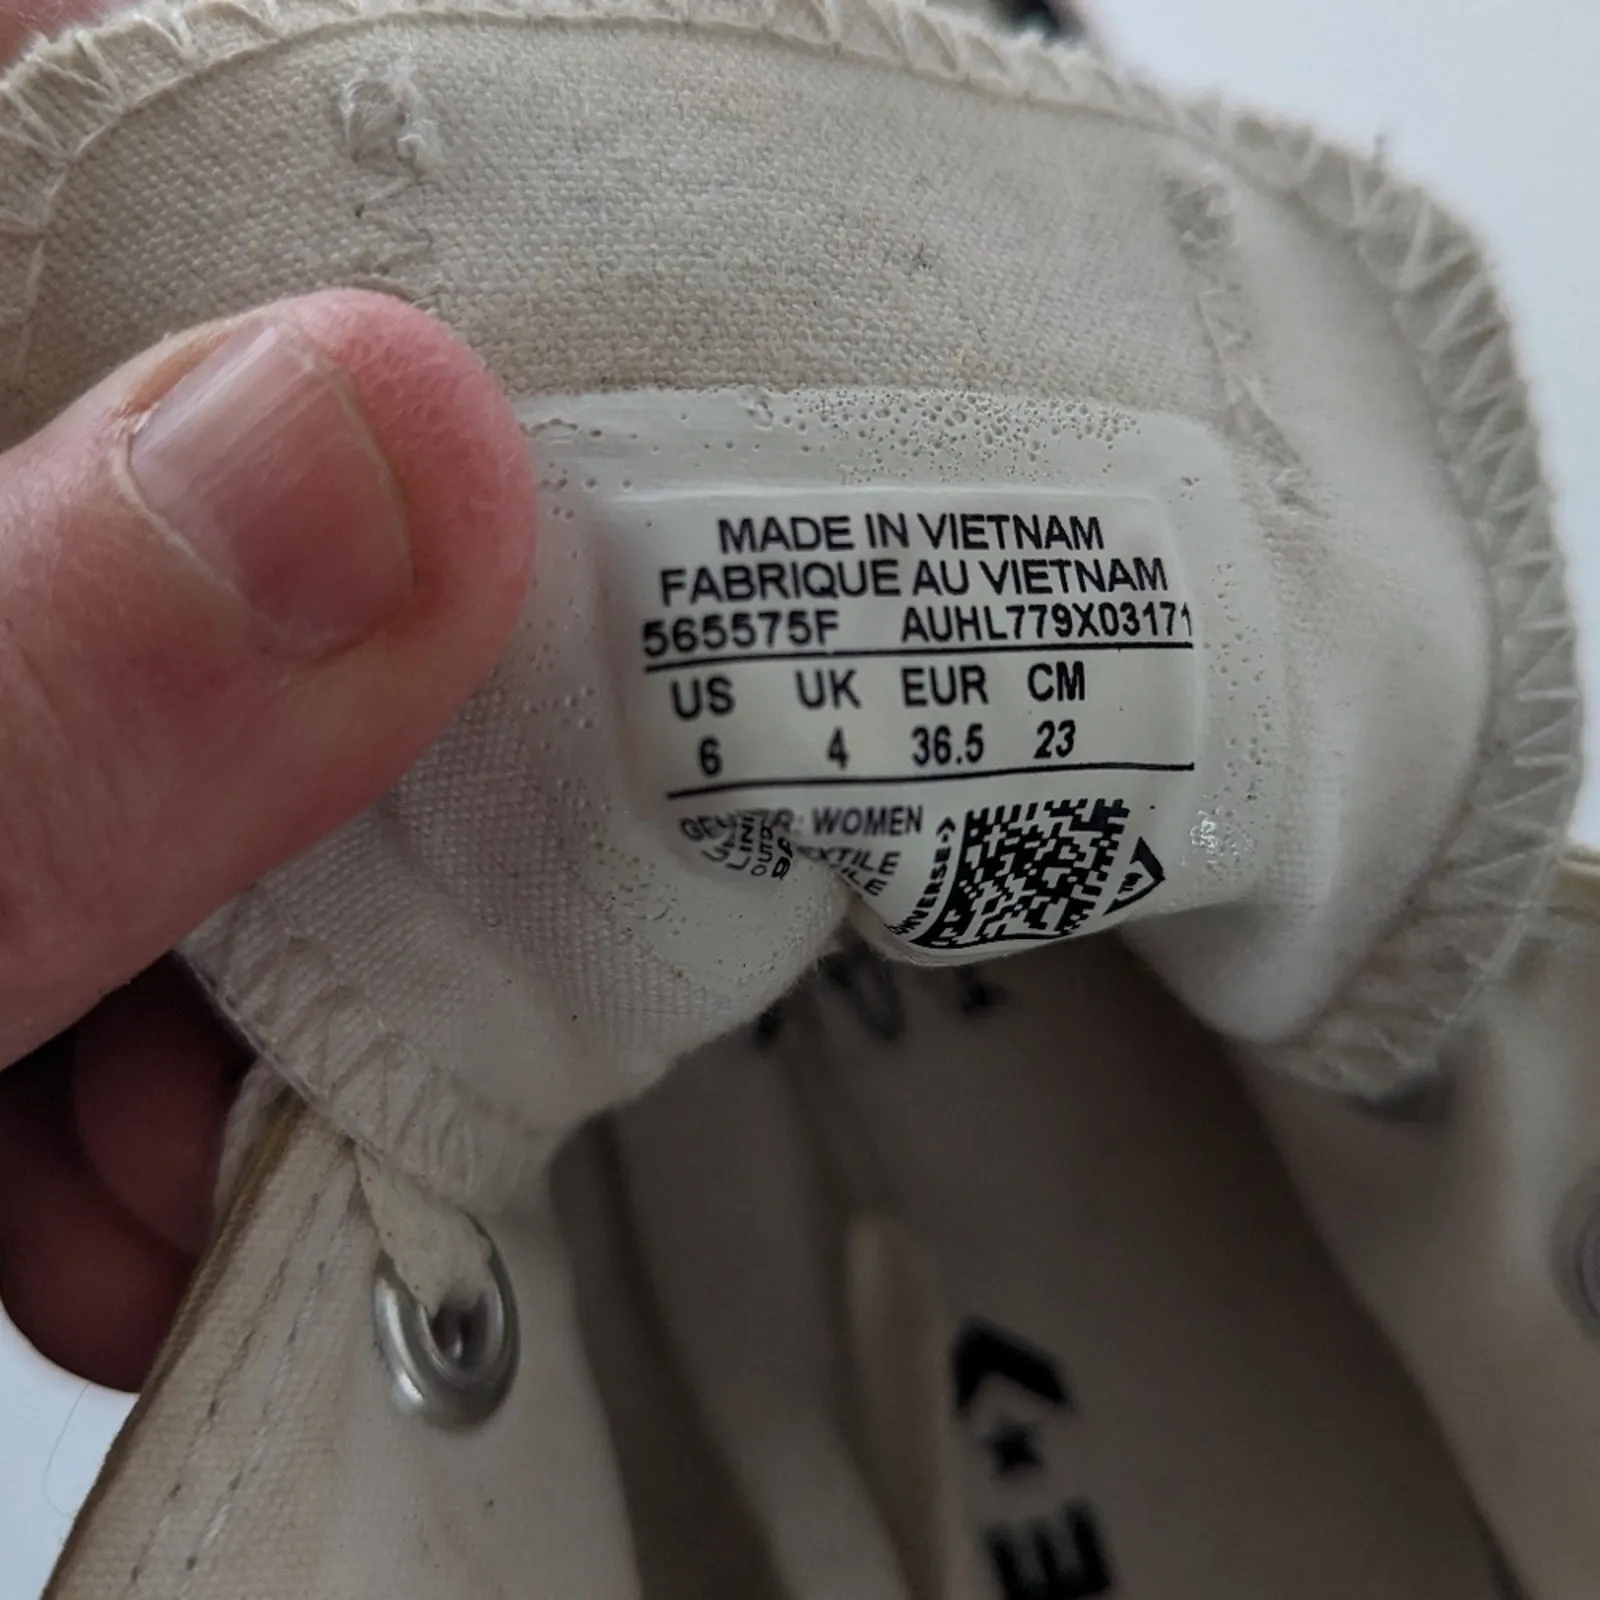 MADE IN VIETNAM
FABRIQUE AU VIETNAM
565575F AUHL779X03171
US UK EUR CM
6 4 36.5 23
WOMEN